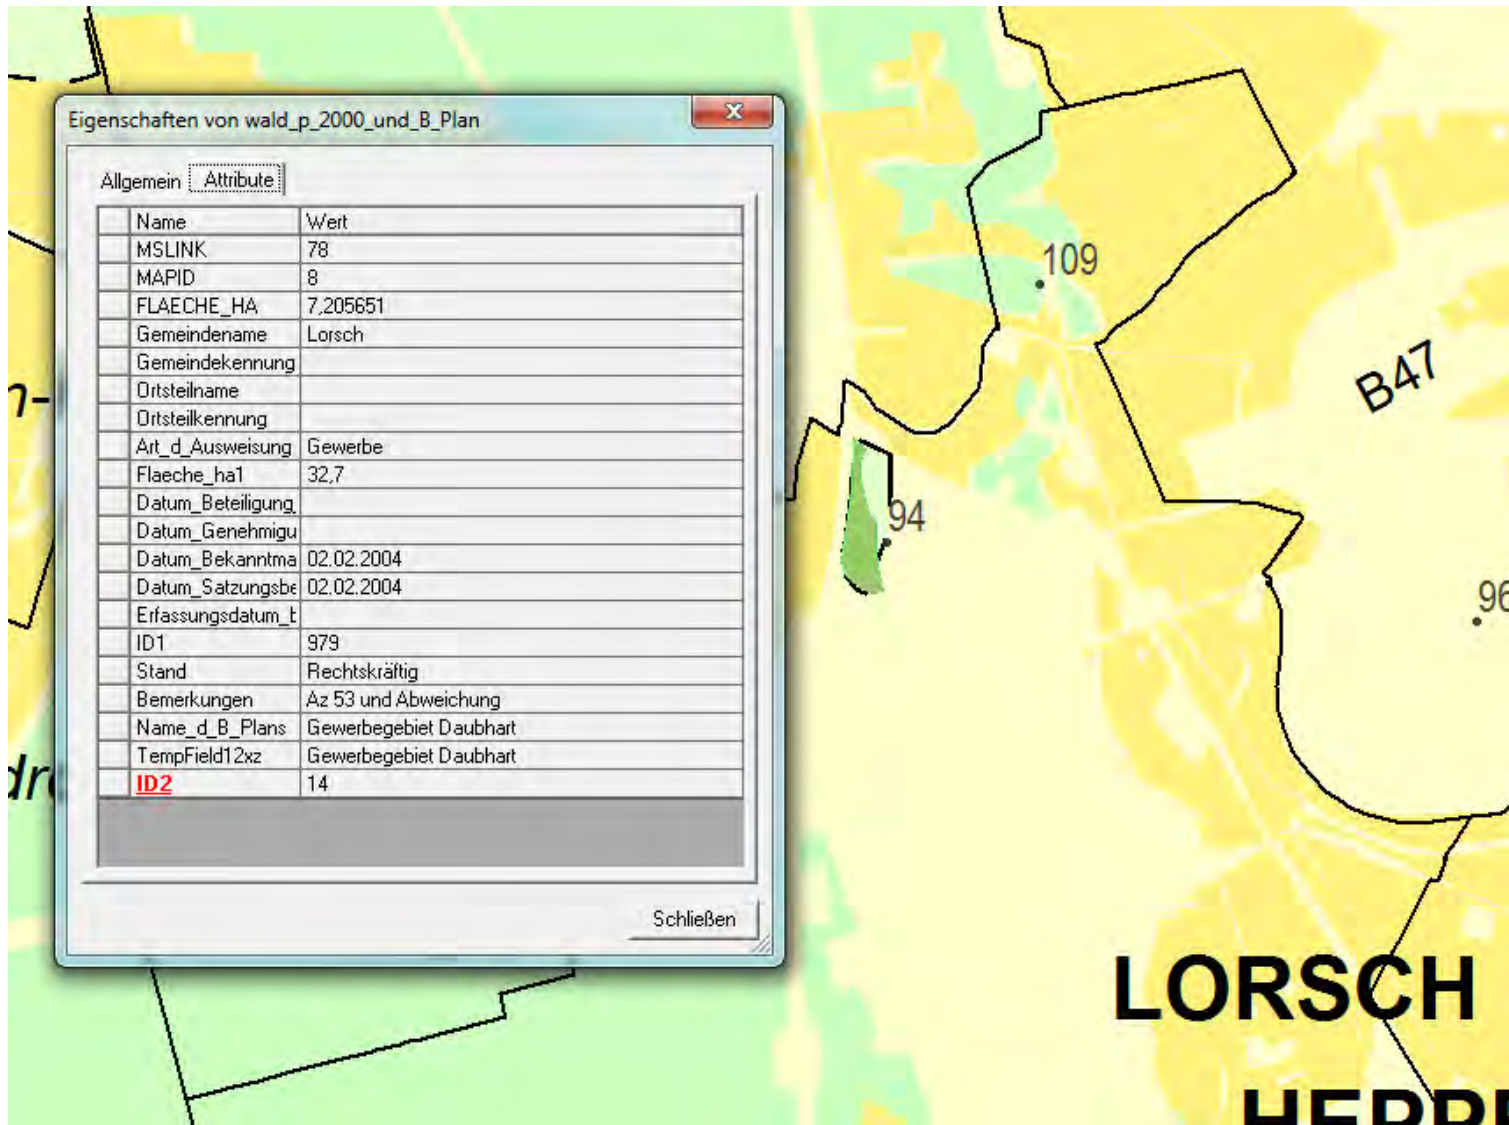 Eigenschaften von wald_p_2000_und_B_Plan
Allgemein Attribute
Name Wert
MSLINK 78
MAPID 8
FLAECHE_HA 7,205651
Gemeindename Lorsch
Gemeindekennung
Ortsteilname
Ortsteilkennung
Art_d_Ausweisung Gewerbe
Flaeche_ha1 32,7
Datum_Beteiligung_
Datum_Genehmigu
Datum_Bekanntma 02.02.2004
Datum_Satzungsbe 02.02.2004
Erfassungsdatum_t
ID1 979
Stand Rechtskräftig
Bemerkungen Az 53 und Abweichung
Name_d_B_Plans Gewerbegebiet Daubhart
TempField12xz Gewerbegebiet Daubhart
ID2 14
Schließen
109
B47
94
96
n-
dr
LORSCH
HEPP